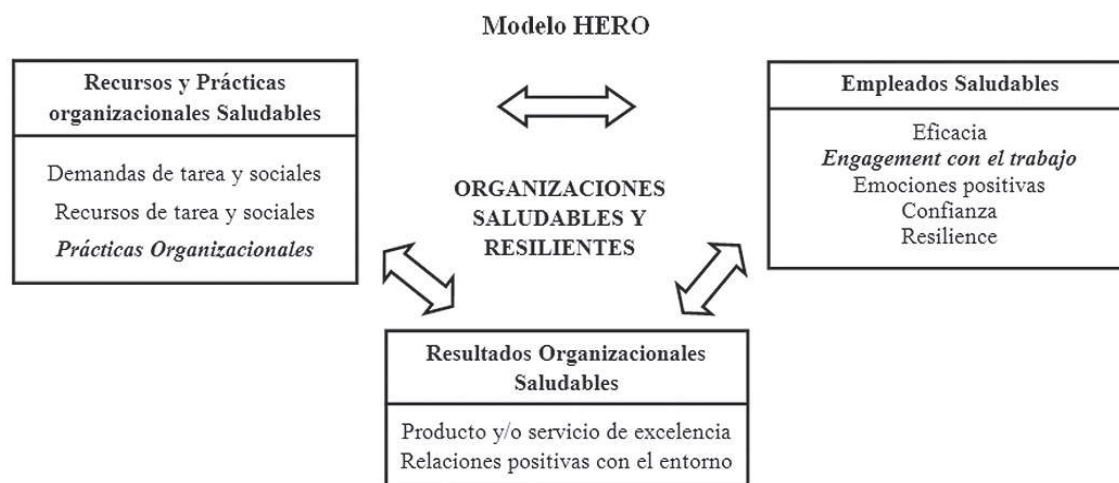 Modelo HERO
Recursos y Prácticas
organizacionales Saludables
Demandas de tarea y sociales
Recursos de tarea y sociales
Prácticas Organizacionales
ORGANIZACIONES
SALUDABLES Y
RESILIENTES
Empleados Saludables
Eficacia
Engagement con el trabajo
Emociones positivas
Confianza
Resilience
Resultados Organizacionales
Saludables
Producto y/o servicio de excelencia
Relaciones positivas con el entorno